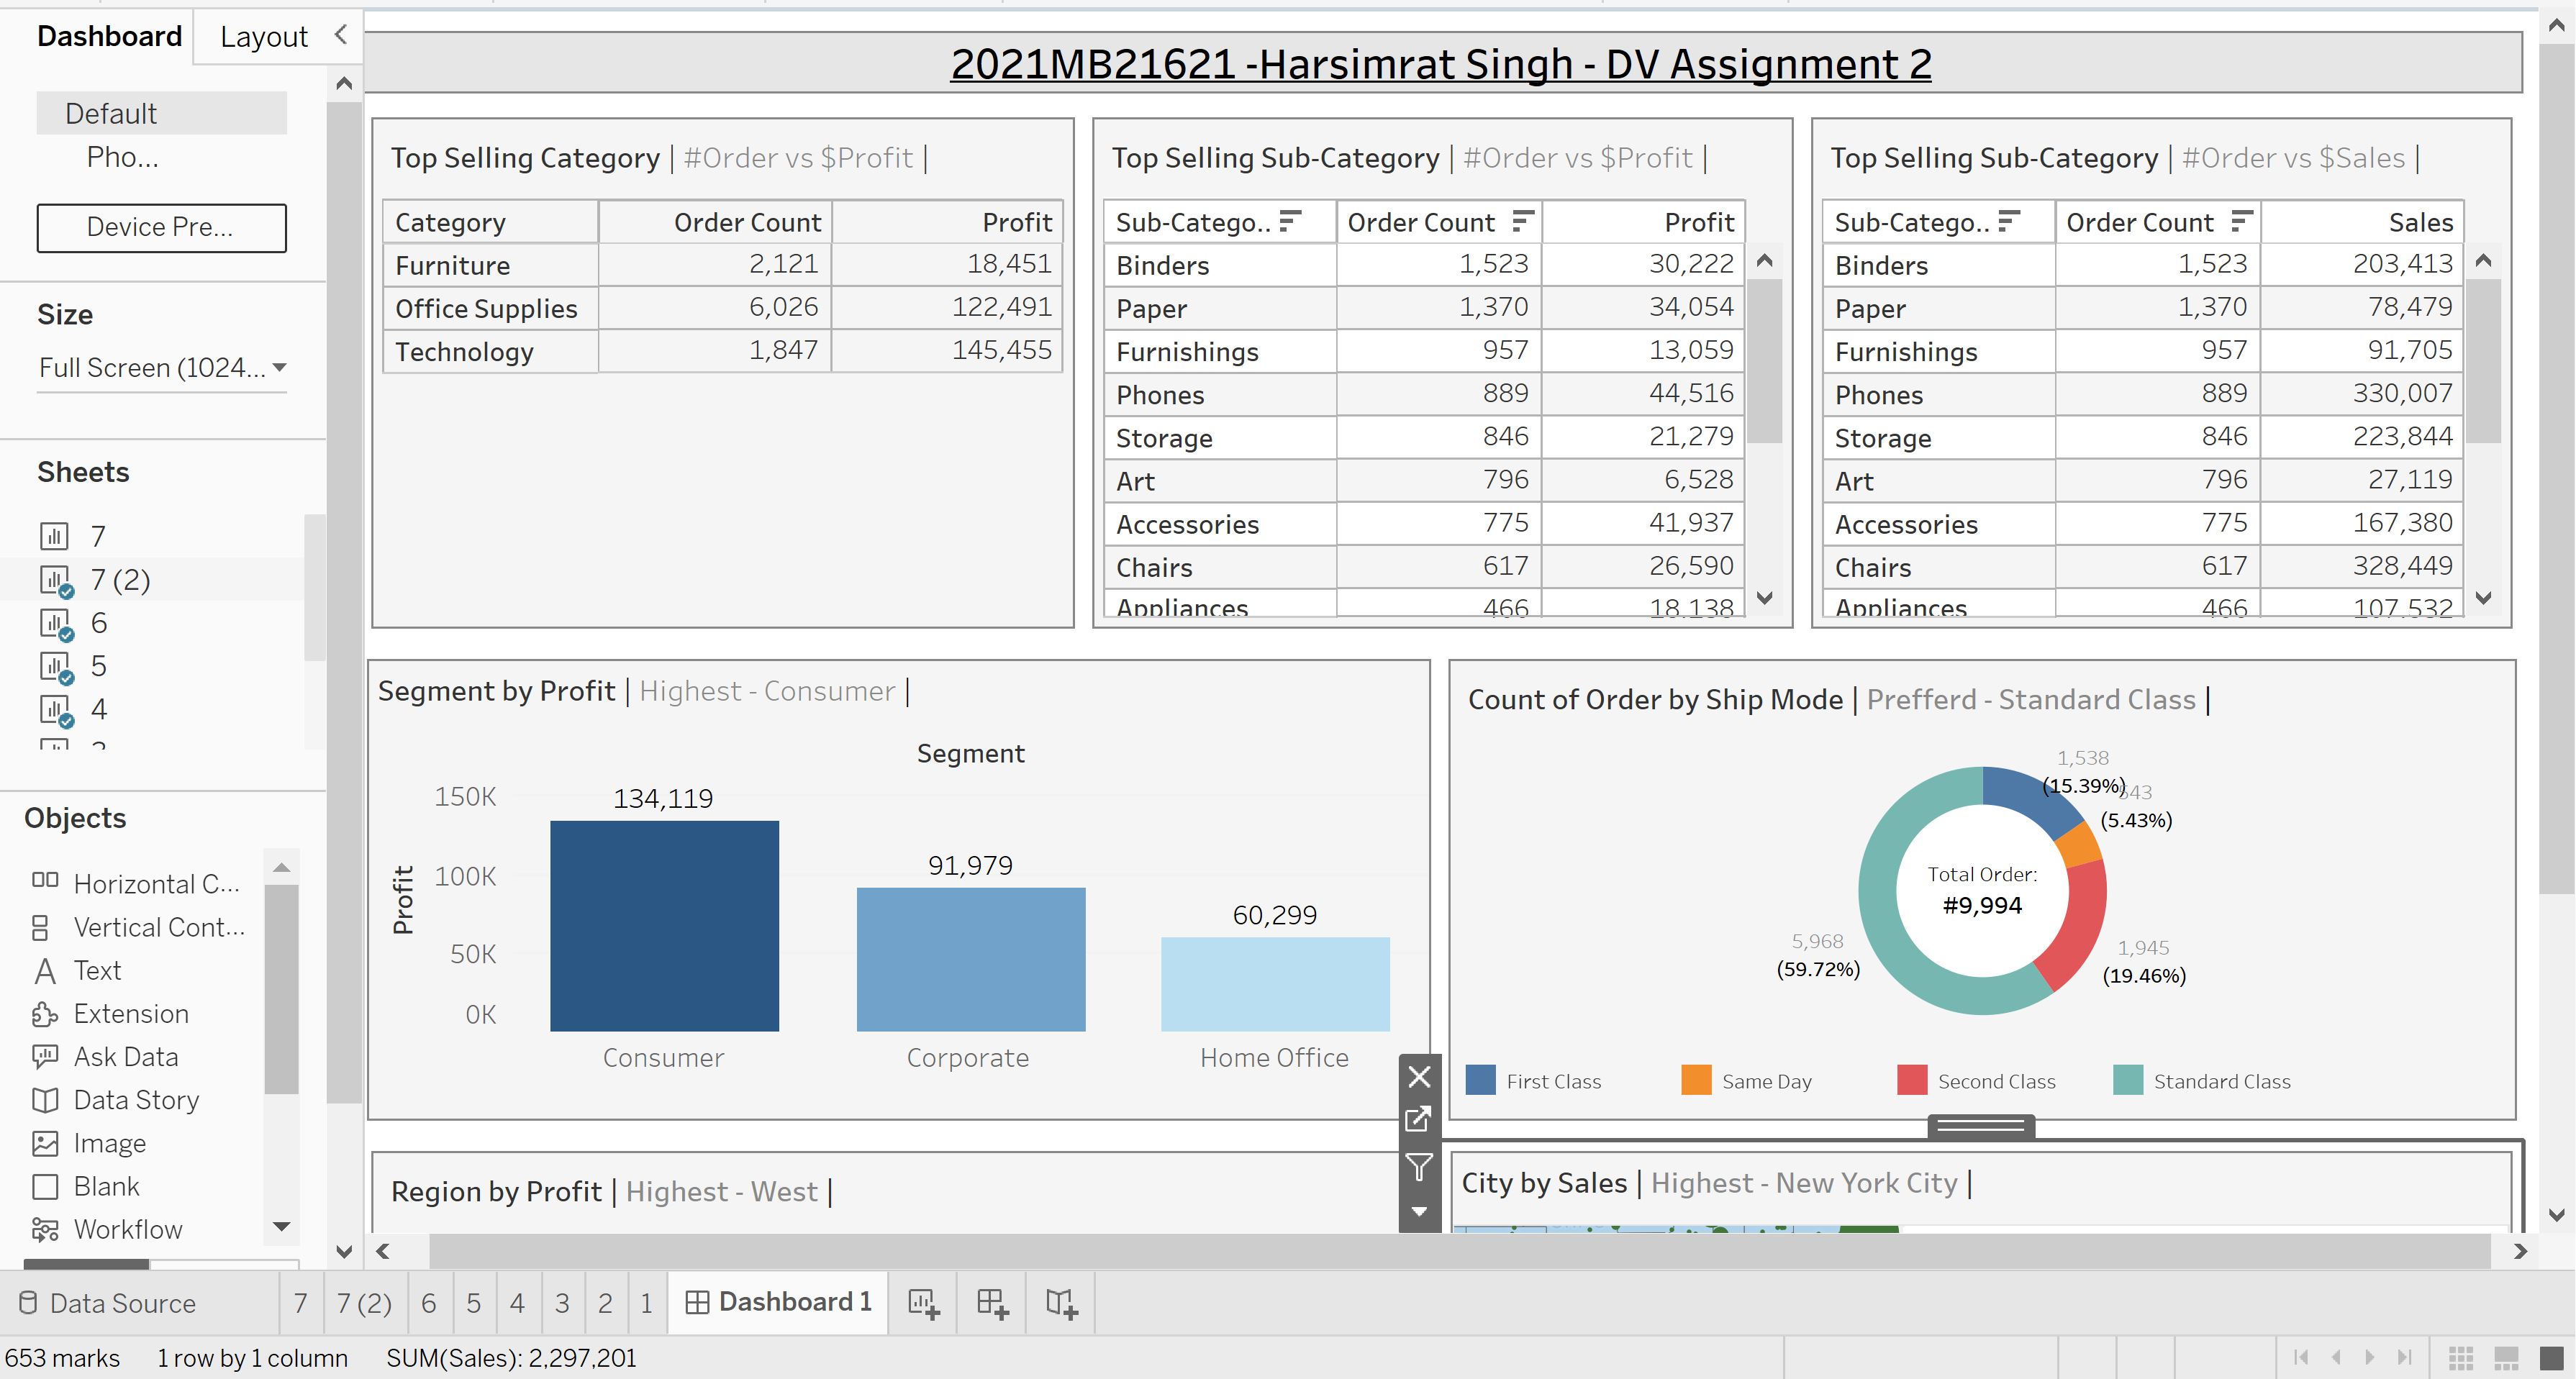 Dashboard
Layout
Default
Pho...
Device Pre...
Size
Full Screen (1024...
Sheets
7
7 (2)
6
5
4
Objects
Horizontal C...
Vertical Cont...
Text
Extension
Ask Data
Data Story
Image
Blank
Workflow
2021MB21621 -Harsimrat Singh - DV Assignment 2
Top Selling Category | #Order vs $Profit |
Category Order Count Profit
Furniture 2,121 18,451
Office Supplies 6,026 122,491
Technology 1,847 145,455
Top Selling Sub-Category | #Order vs $Profit |
Sub-Catego.. Order Count Profit
Binders 1,523 30,222
Paper 1,370 34,054
Furnishings 957 13,059
Phones 889 44,516
Storage 846 21,279
Art 796 6,528
Accessories 775 41,937
Chairs 617 26,590
Appliances 466 18,138
Top Selling Sub-Category | #Order vs $Sales |
Sub-Catego.. Order Count Sales
Binders 1,523 203,413
Paper 1,370 78,479
Furnishings 957 91,705
Phones 889 330,007
Storage 846 223,844
Art 796 27,119
Accessories 775 167,380
Chairs 617 328,449
Appliances 466 107,532
Segment by Profit | Highest - Consumer |
Segment
Profit
150K
100K
50K
0K
134,119
91,979
60,299
Consumer
Corporate
Home Office
Count of Order by Ship Mode | Prefferd - Standard Class |
1,538
(15.39%)
543
(5.43%)
Total Order:
#9,994
5,968
(59.72%)
1,945
(19.46%)
First Class
Same Day
Second Class
Standard Class
Region by Profit | Highest - West |
City by Sales | Highest - New York City |
Data Source 7 7 (2) 6 5 4 3 2 1 Dashboard 1
653 marks 1 row by 1 column SUM(Sales): 2,297,201